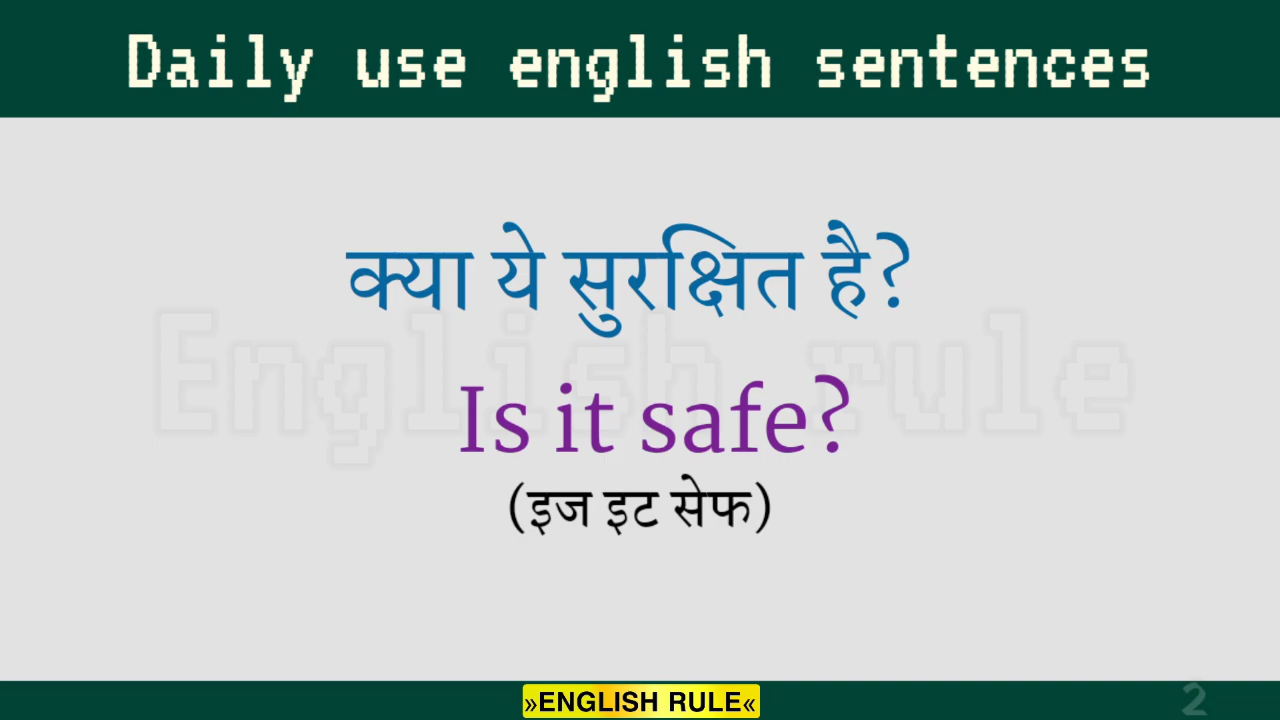 Daily use english sentences
क्या ये सुरक्षित है?
English rule
Is it safe?
(इज इट सेफ)
»ENGLISH RULE«
2